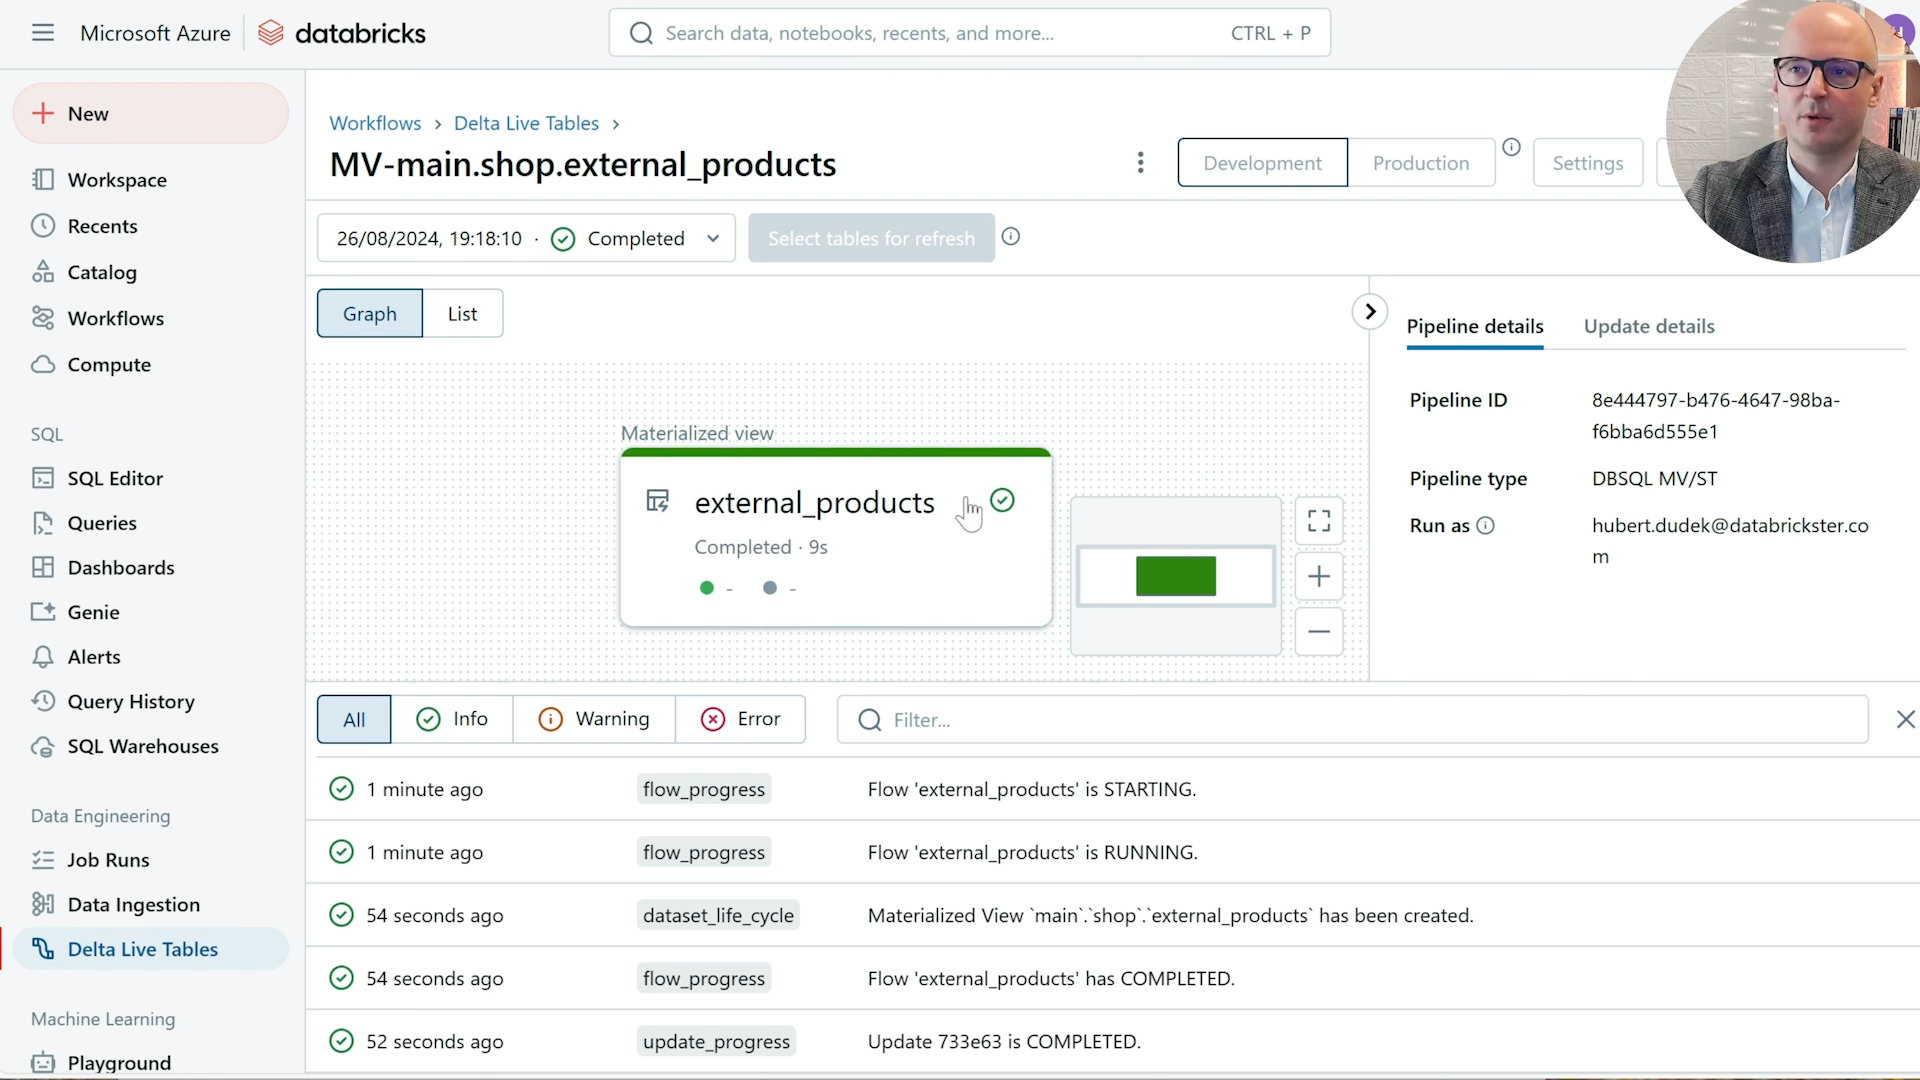 Microsoft Azure
databricks
Search data, notebooks, recents, and more...
CTRL + P
New
Workspace
Recents
Catalog
Workflows
Compute
SQL
SQL Editor
Queries
Dashboards
Genie
Alerts
Query History
SQL Warehouses
Data Engineering
Job Runs
Data Ingestion
Delta Live Tables
Machine Learning
Playground
Workflows › Delta Live Tables ›
MV-main.shop.external_products
Development
Production
Settings
26/08/2024, 19:18:10 · Completed
Select tables for refresh
Graph
List
Materialized view
external_products
Completed · 9s
- -
Pipeline details
Update details
Pipeline ID
8e444797-b476-4647-98ba-
f6bba6d555e1
Pipeline type
DBSQL MV/ST
Run as
hubert.dudek@databrickster.co
m
All
Info
Warning
Error
Filter...
1 minute ago flow_progress Flow 'external_products' is STARTING.
1 minute ago flow_progress Flow 'external_products' is RUNNING.
54 seconds ago dataset_life_cycle Materialized View `main`.`shop`.`external_products` has been created.
54 seconds ago flow_progress Flow 'external_products' has COMPLETED.
52 seconds ago update_progress Update 733e63 is COMPLETED.